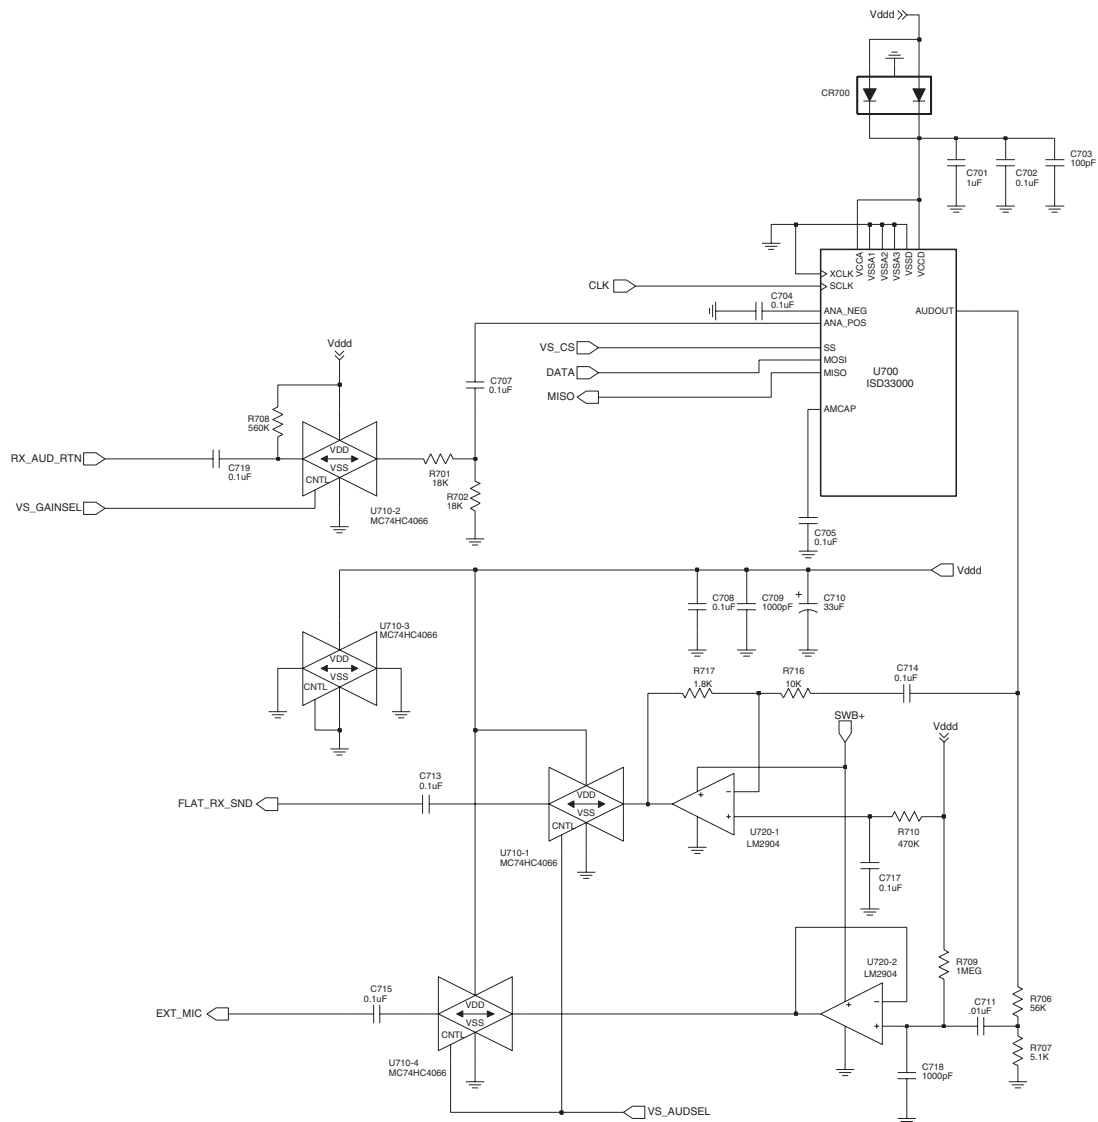 Vddd
CR700
C701
1uF
C702
0.1uF
C703
100pF
VCCA
VSSA1
VSSA2
VSSA3
VSSD
VCCD
XCLK
SCLK
CLK
C704
0.1uF
ANA_NEG
ANA_POS
AUDOUT
VS_CS
SS
DATA
MOSI
MISO
MISO
U700
ISD33000
AMCAP
C705
0.1uF
Vddd
C707
0.1uF
R708
560K
RX_AUD_RTN
C719
0.1uF
VDD
VSS
CNTL
R701
18K
R702
18K
VS_GAINSEL
U710-2
MC74HC4066
Vddd
C708
0.1uF
C709
1000pF
+
C710
33uF
U710-3
MC74HC4066
VDD
VSS
CNTL
R717
1.8K
R716
10K
C714
0.1uF
SWB+
Vddd
C713
0.1uF
FLAT_RX_SND
VDD
VSS
CNTL
+
−
+
U720-1
LM2904
R710
470K
U710-1
MC74HC4066
C717
0.1uF
U720-2
LM2904
R709
1MEG
C715
0.1uF
EXT_MIC
VDD
VSS
CNTL
+
−
+
C711
.01uF
R706
56K
R707
5.1K
U710-4
MC74HC4066
C718
1000pF
VS_AUDSEL